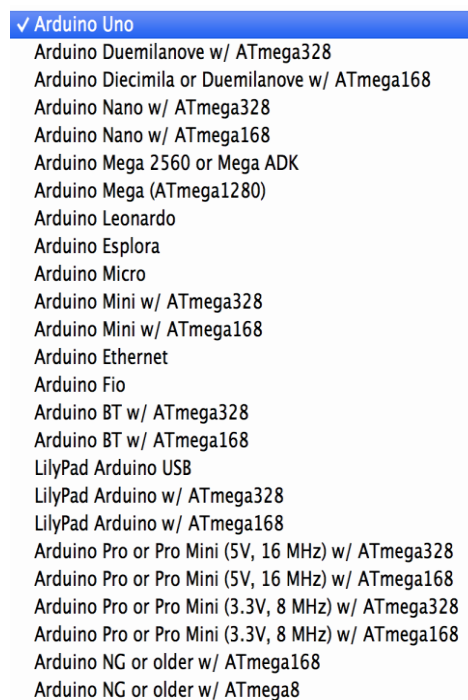 ✓ Arduino Uno
Arduino Duemilanove w/ ATmega328
Arduino Diecimila or Duemilanove w/ ATmega168
Arduino Nano w/ ATmega328
Arduino Nano w/ ATmega168
Arduino Mega 2560 or Mega ADK
Arduino Mega (ATmega1280)
Arduino Leonardo
Arduino Esplora
Arduino Micro
Arduino Mini w/ ATmega328
Arduino Mini w/ ATmega168
Arduino Ethernet
Arduino Fio
Arduino BT w/ ATmega328
Arduino BT w/ ATmega168
LilyPad Arduino USB
LilyPad Arduino w/ ATmega328
LilyPad Arduino w/ ATmega168
Arduino Pro or Pro Mini (5V, 16 MHz) w/ ATmega328
Arduino Pro or Pro Mini (5V, 16 MHz) w/ ATmega168
Arduino Pro or Pro Mini (3.3V, 8 MHz) w/ ATmega328
Arduino Pro or Pro Mini (3.3V, 8 MHz) w/ ATmega168
Arduino NG or older w/ ATmega168
Arduino NG or older w/ ATmega8